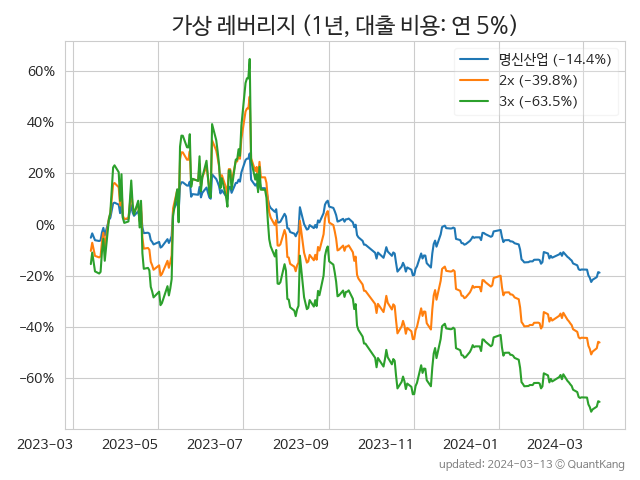 가상 레버리지 (1년, 대출 비용: 연 5%)
명신산업 (−14.4%)
2x (−39.8%)
3x (−63.5%)
60%
40%
20%
0%
−20%
−40%
−60%
2023-03 2023-05 2023-07 2023-09 2023-11 2024-01 2024-03
updated: 2024-03-13 ⓒ QuantKang